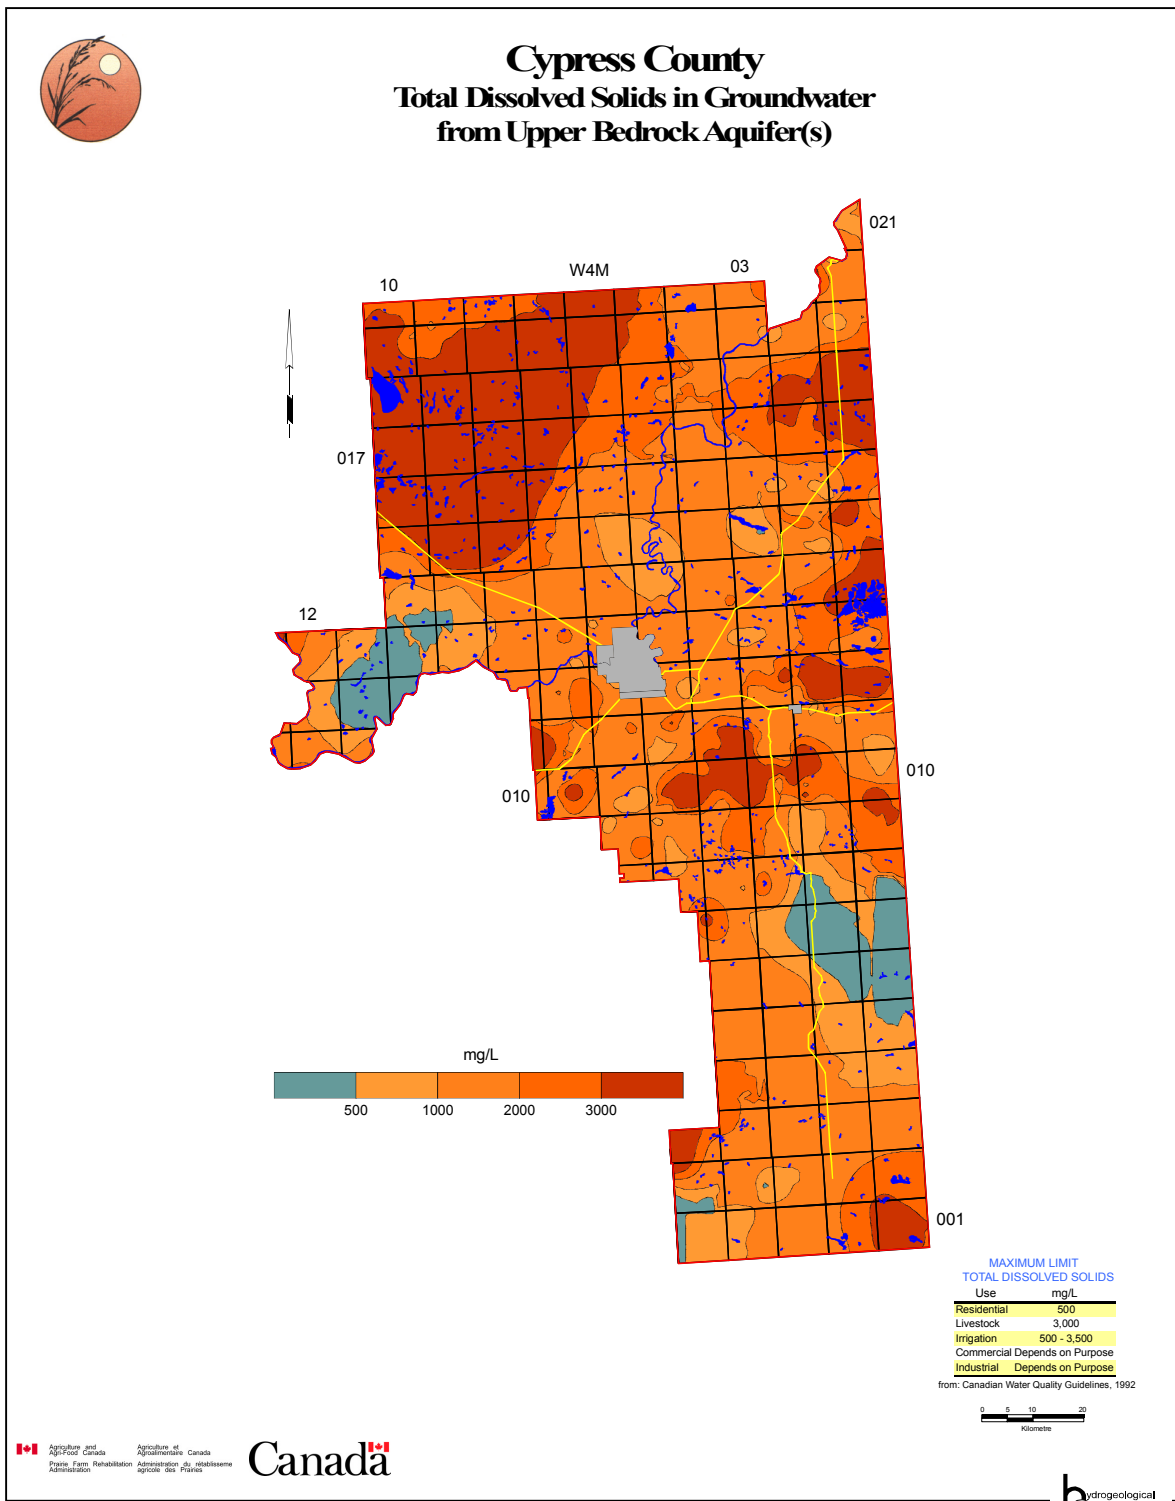 Cypress County
Total Dissolved Solids in Groundwater
from Upper Bedrock Aquifer(s)
021
W4M
03
10
017
12
010
010
mg/L
500 1000 2000 3000
001
MAXIMUM LIMIT
TOTAL DISSOLVED SOLIDS
Use mg/L
Residential 500
Livestock 3,000
Irrigation 500 - 3,500
Commercial Depends on Purpose
Industrial Depends on Purpose
from: Canadian Water Quality Guidelines, 1992
0 5 10 20
Kilometre
Agriculture and Agriculture et
Agri-Food Canada Agroalimentaire Canada
Prairie Farm Rehabilitation Administration du rétablisseme
Administration agricole des Prairies
Canada
hydrogeological